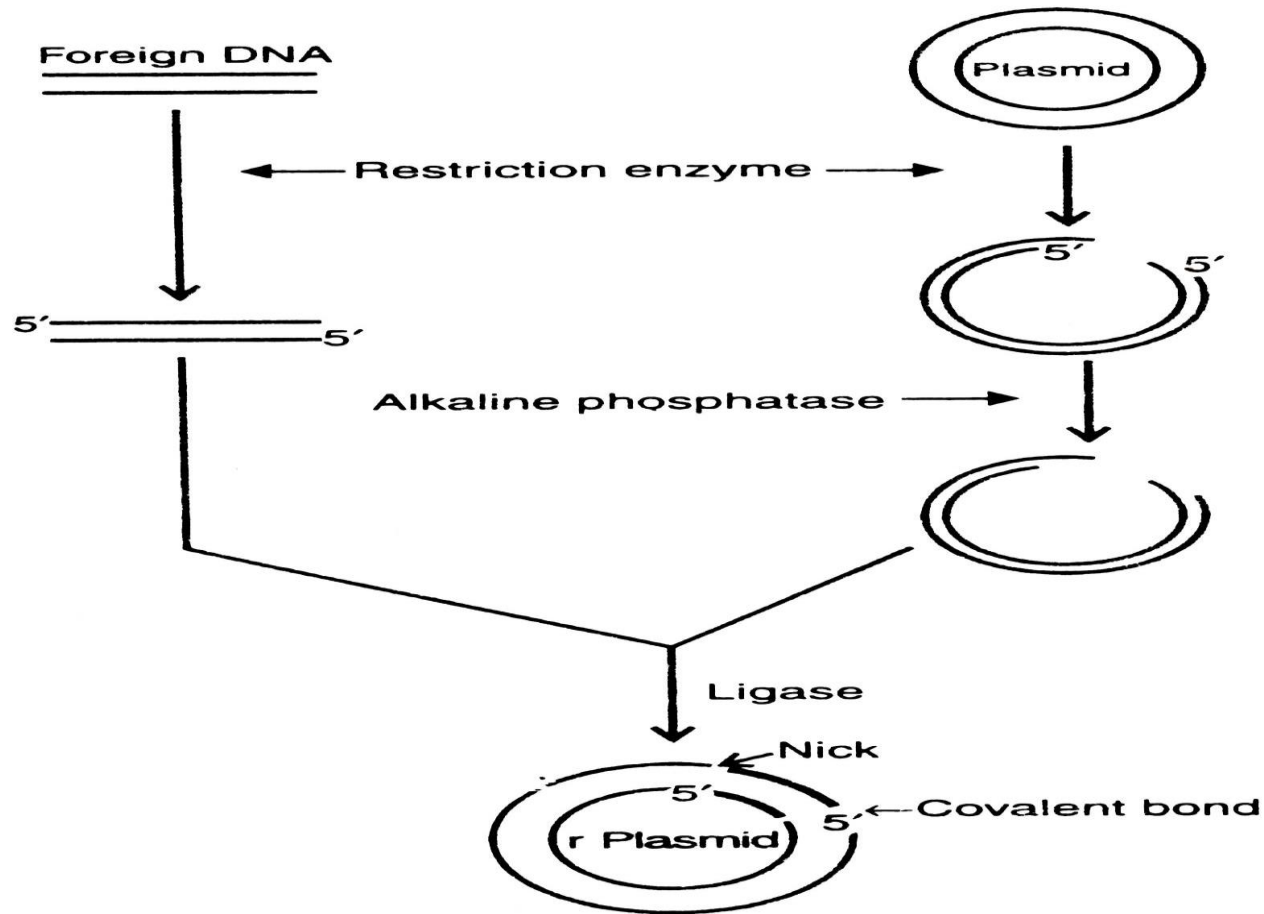 Foreign DNA
Plasmid
Restriction enzyme
5′
5′
5′
5′
Alkaline phosphatase
Ligase
Nick
5′
5′
Covalent bond
r Plasmid